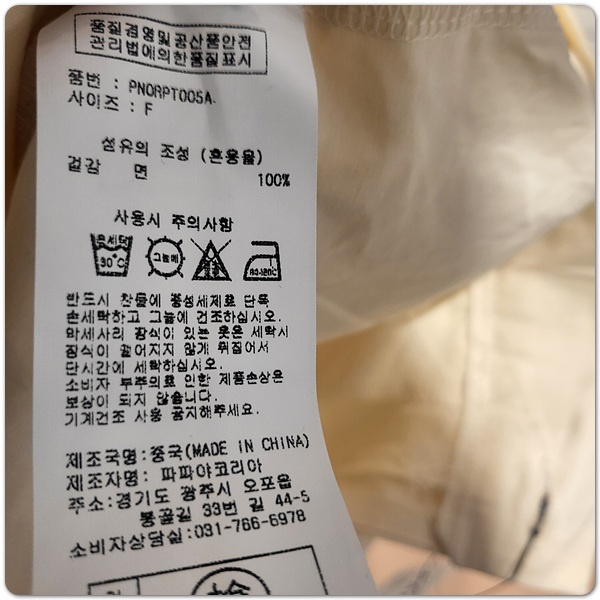 품질경영및공산품안전
관리법에의한품질표시
품번 : PNORPT005A
사이즈 : F
섬유의 조성 (혼용율)
겉감 면 100%
사용시 주의사항
약세탁 30℃ 그늘에 80-120℃
반드시 찬물에 중성세제로 단독
손세탁하고 그늘에 건조하십시오.
악세사리 장식이 있는 옷은 세탁시
장식이 떨어지지 않게 뒤집어서
단시간에 세탁하십시오.
소비자 부주의로 인한 제품손상은
보상이 되지 않습니다.
기계건조 사용 금지해주세요.
제조국명:중국(MADE IN CHINA)
제조자명: 파파야코리아
주소:경기도 광주시 오포읍
봉골길 33번 길 44-5
소비자상담실:031-766-6978